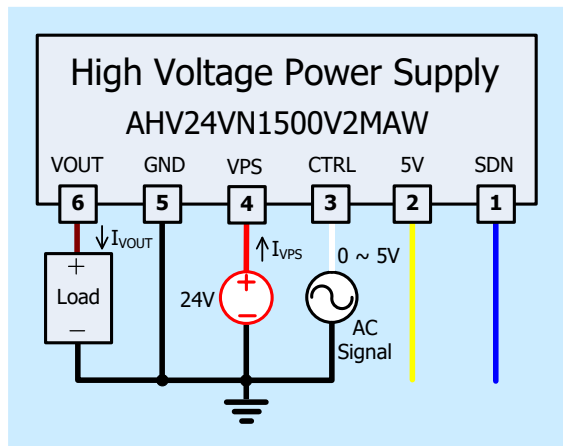 High Voltage Power Supply
AHV24VN1500V2MAW
VOUT GND VPS CTRL 5V SDN
6 5 4 3 2 1
↓IVOUT ↑IVPS 0 ~ 5V
+
Load
−
24V
+
−
AC
Signal